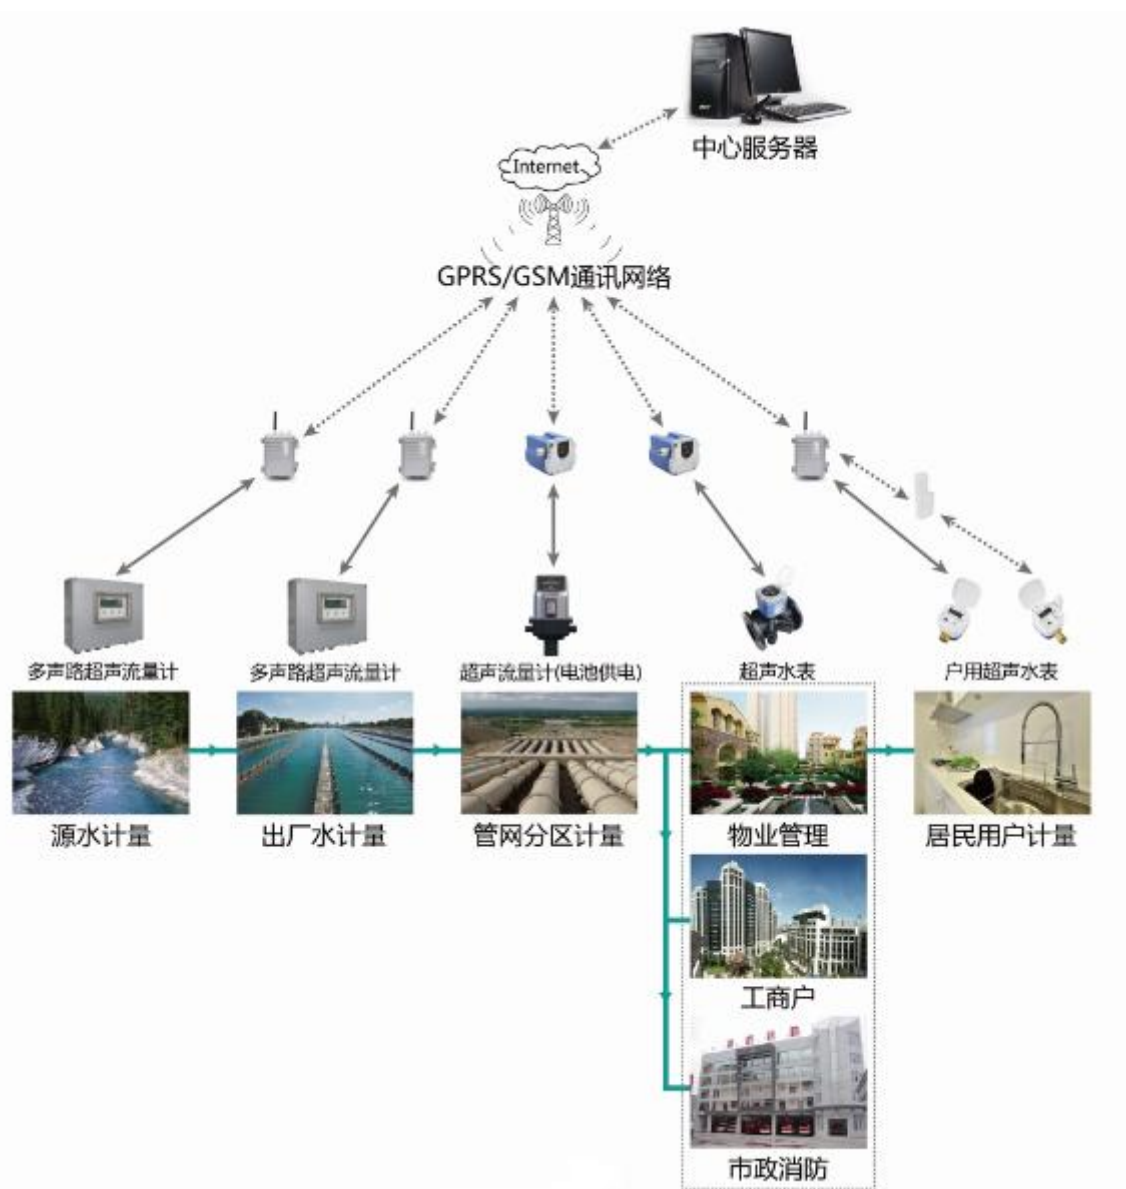 中心服务器
Internet
GPRS/GSM通讯网络
多声路超声流量计
多声路超声流量计
超声流量计(电池供电)
超声水表
户用超声水表
源水计量
出厂水计量
管网分区计量
物业管理
居民用户计量
工商户
市政消防